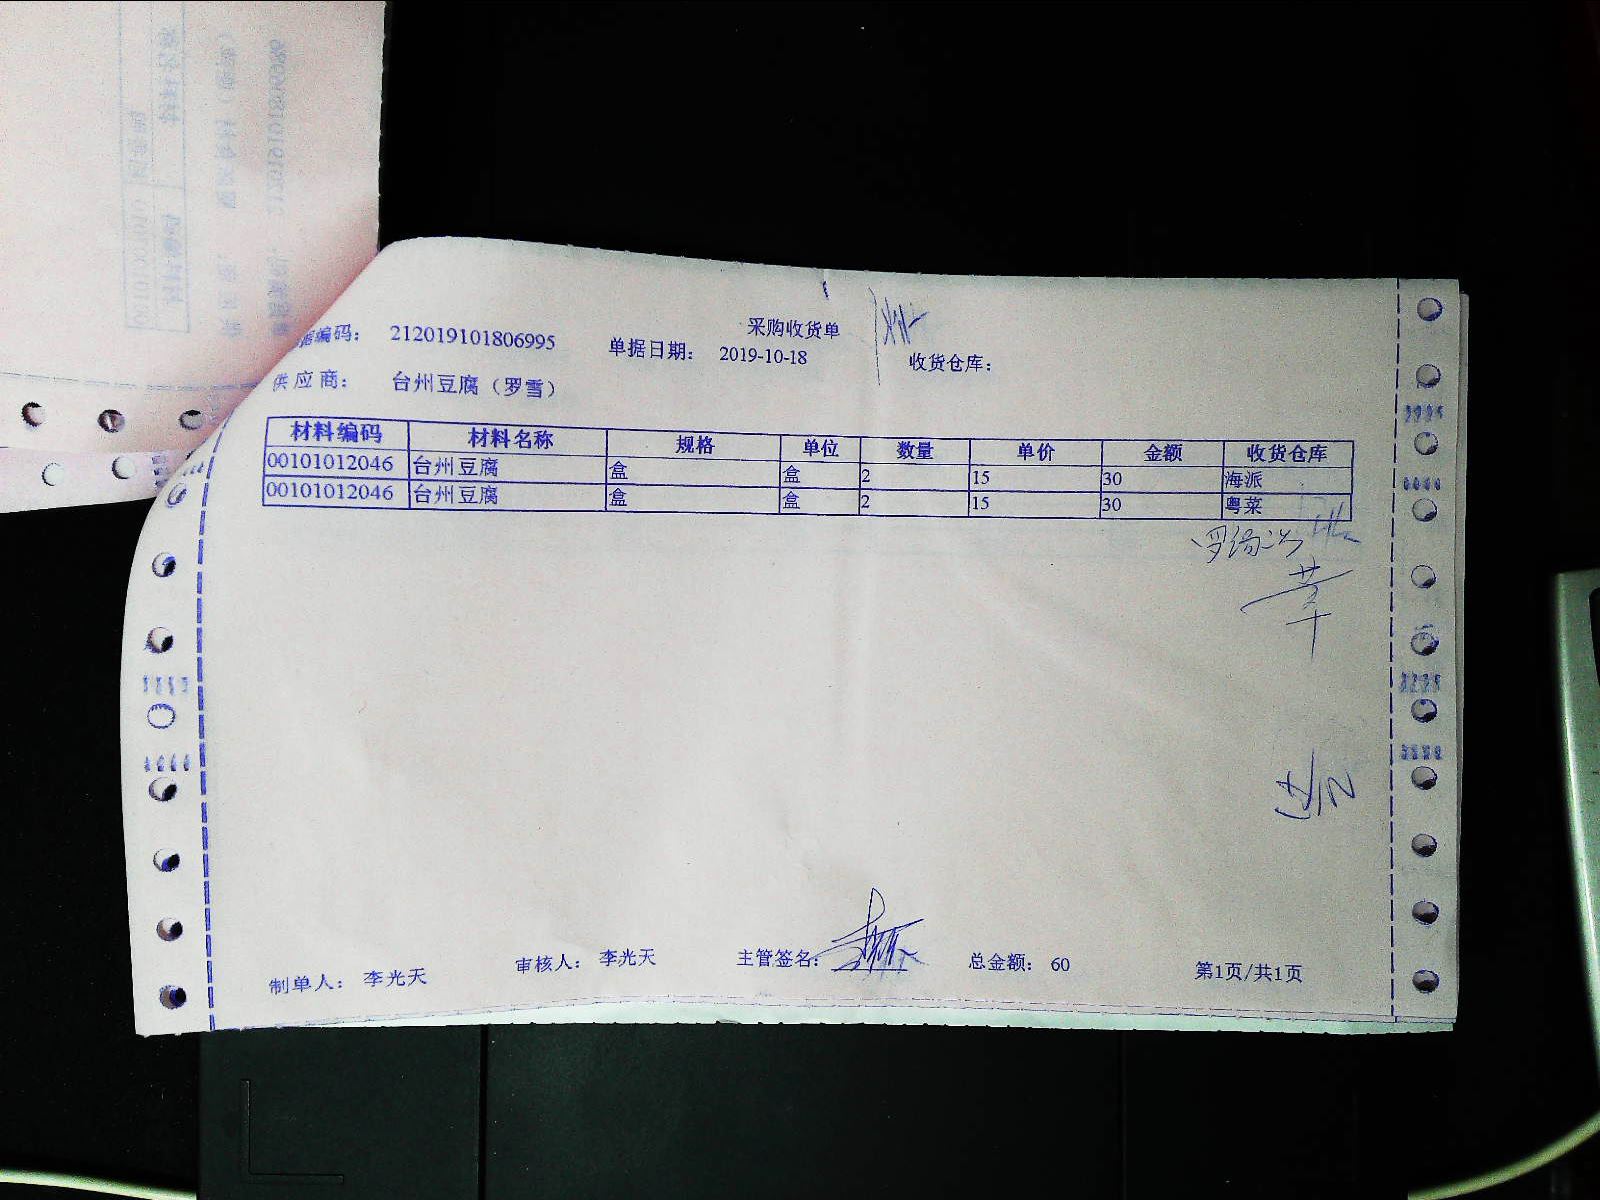 采购收货单
据编码： 212019101806995 单据日期： 2019-10-18 收货仓库：
供应商： 台州豆腐（罗雪）
材料编码 材料名称 规格 单位 数量 单价 金额 收货仓库
00101012046 台州豆腐 盒 盒 2 15 30 海派
00101012046 台州豆腐 盒 盒 2 15 30 粤菜
制单人： 李光天 审核人： 李光天 主管签名： 总金额： 60 第1页/共1页